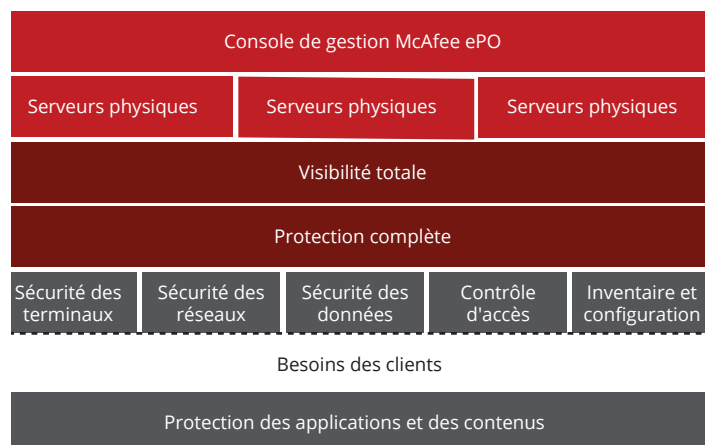 Console de gestion McAfee ePO
Serveurs physiques
Serveurs physiques
Serveurs physiques
Visibilité totale
Protection complète
Sécurité des
terminaux
Sécurité des
réseaux
Sécurité des
données
Contrôle
d'accès
Inventaire et
configuration
Besoins des clients
Protection des applications et des contenus